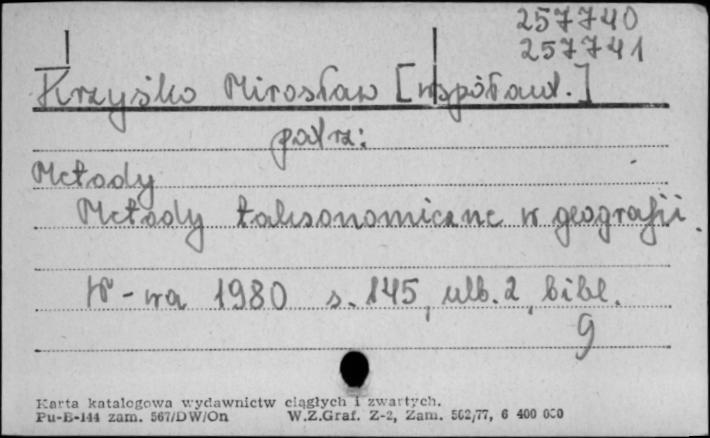 257740
257741
Krzyśko Mirosław [współaut.]
patrz:
Metody
Metody taksonomiczne w geografii.
W-wa 1980 s. 145, ulb. 2, bibl.
9
Karta katalogowa wydawnictw ciągłych i zwartych.
Pu-B-144 zam. 567/DW/On W.Z.Graf. Z-2, Zam. 562/77, 6 400 000